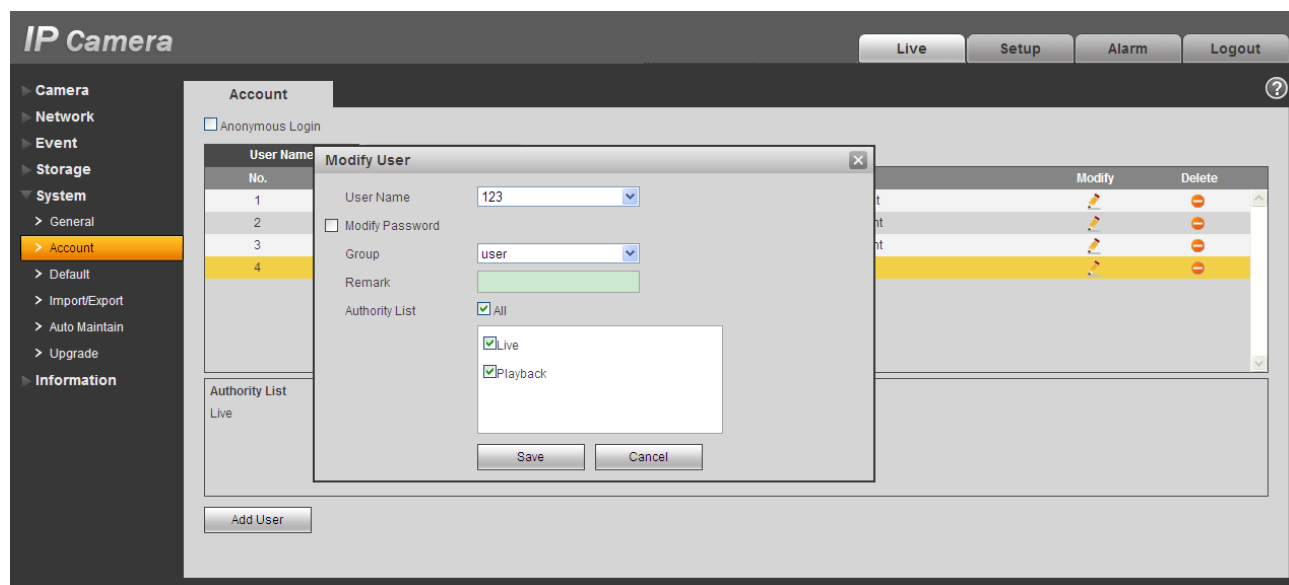 IP Camera
Live Setup Alarm Logout
Camera
Network
Event
Storage
System
> General
> Account
> Default
> Import/Export
> Auto Maintain
> Upgrade
Information
Account
?
Anonymous Login
User Name
No. Modify Delete
1
2
3
4
Modify User
User Name 123
Modify Password
Group user
Remark
Authority List All
Live
Playback
Save Cancel
Authority List
Live
Add User